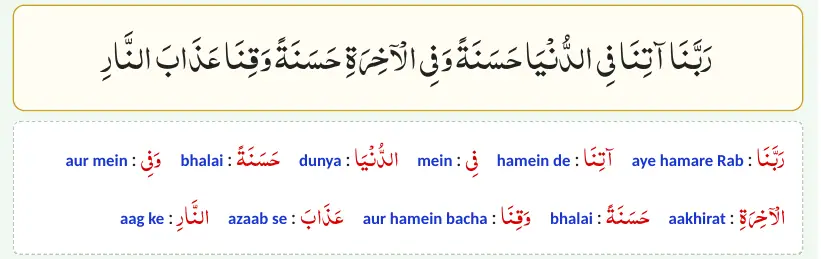 رَبَّنَا آتِنَا فِي الدُّنْيَا حَسَنَةً وَفِي الْآخِرَةِ حَسَنَةً وَقِنَا عَذَابَ النَّارِ
رَبَّنَا : aye hamare Rab آتِنَا : hamein de فِي : mein الدُّنْيَا : dunya حَسَنَةً : bhalai وَفِي : aur mein
الْآخِرَةِ : aakhirat حَسَنَةً : bhalai وَقِنَا : aur hamein bacha عَذَابَ : azaab se النَّارِ : aag ke